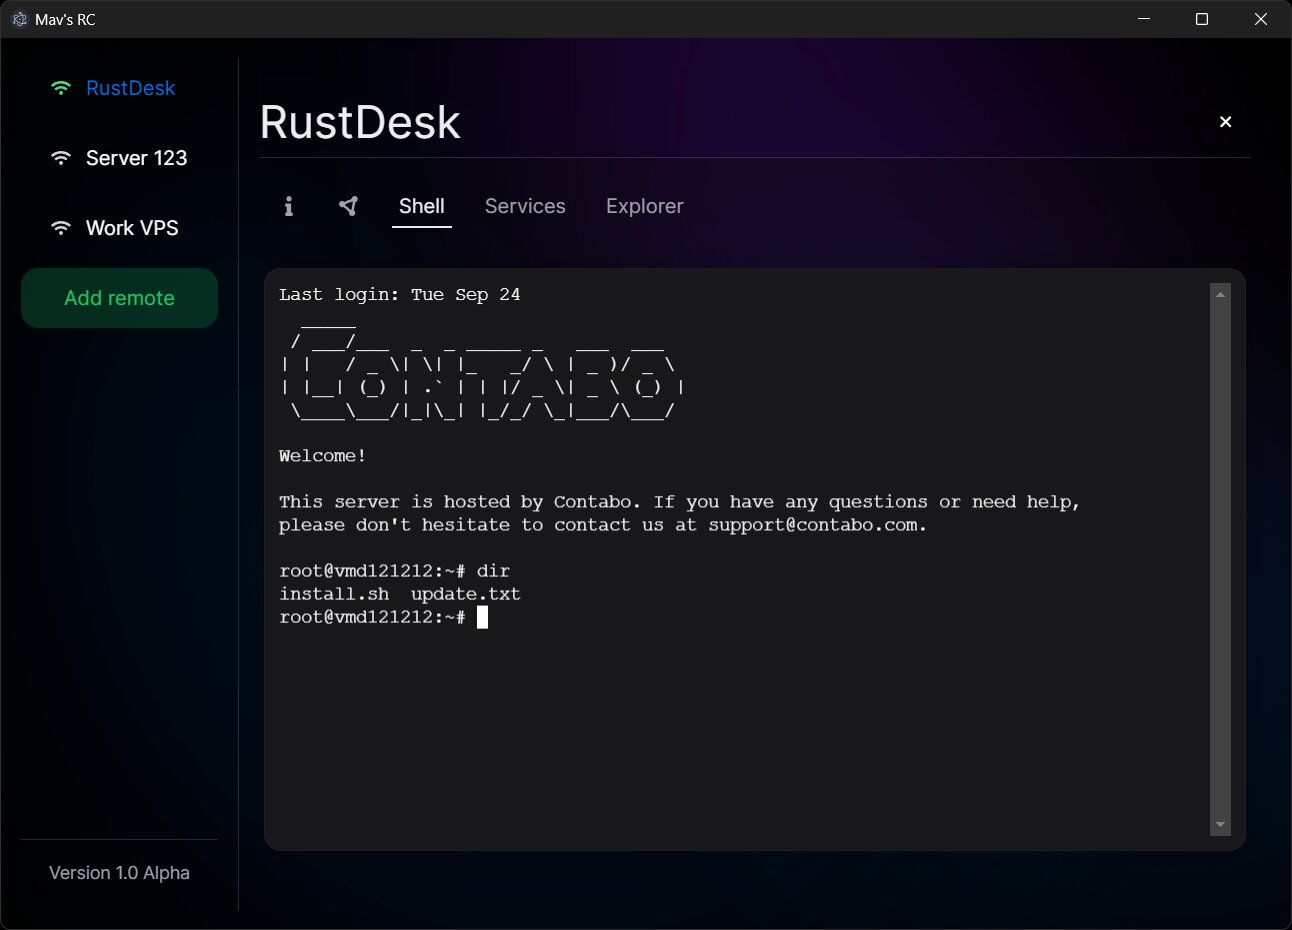 Mav's RC
RustDesk
Server 123
Work VPS
Add remote
Version 1.0 Alpha
RustDesk
Shell Services Explorer
Last login: Tue Sep 24
  _____
 / ___/___  _  _ _____ _   ___  ___
| |   / _ \| \| |_   _/ \ | _ )/ _ \
| |__| (_) | .` | | |/ _ \| _ \ (_) |
 \____\___/|_|\_| |_/_/ \_|___/\___/
Welcome!
This server is hosted by Contabo. If you have any questions or need help,
please don't hesitate to contact us at support@contabo.com.
root@vmd121212:~# dir
install.sh  update.txt
root@vmd121212:~#